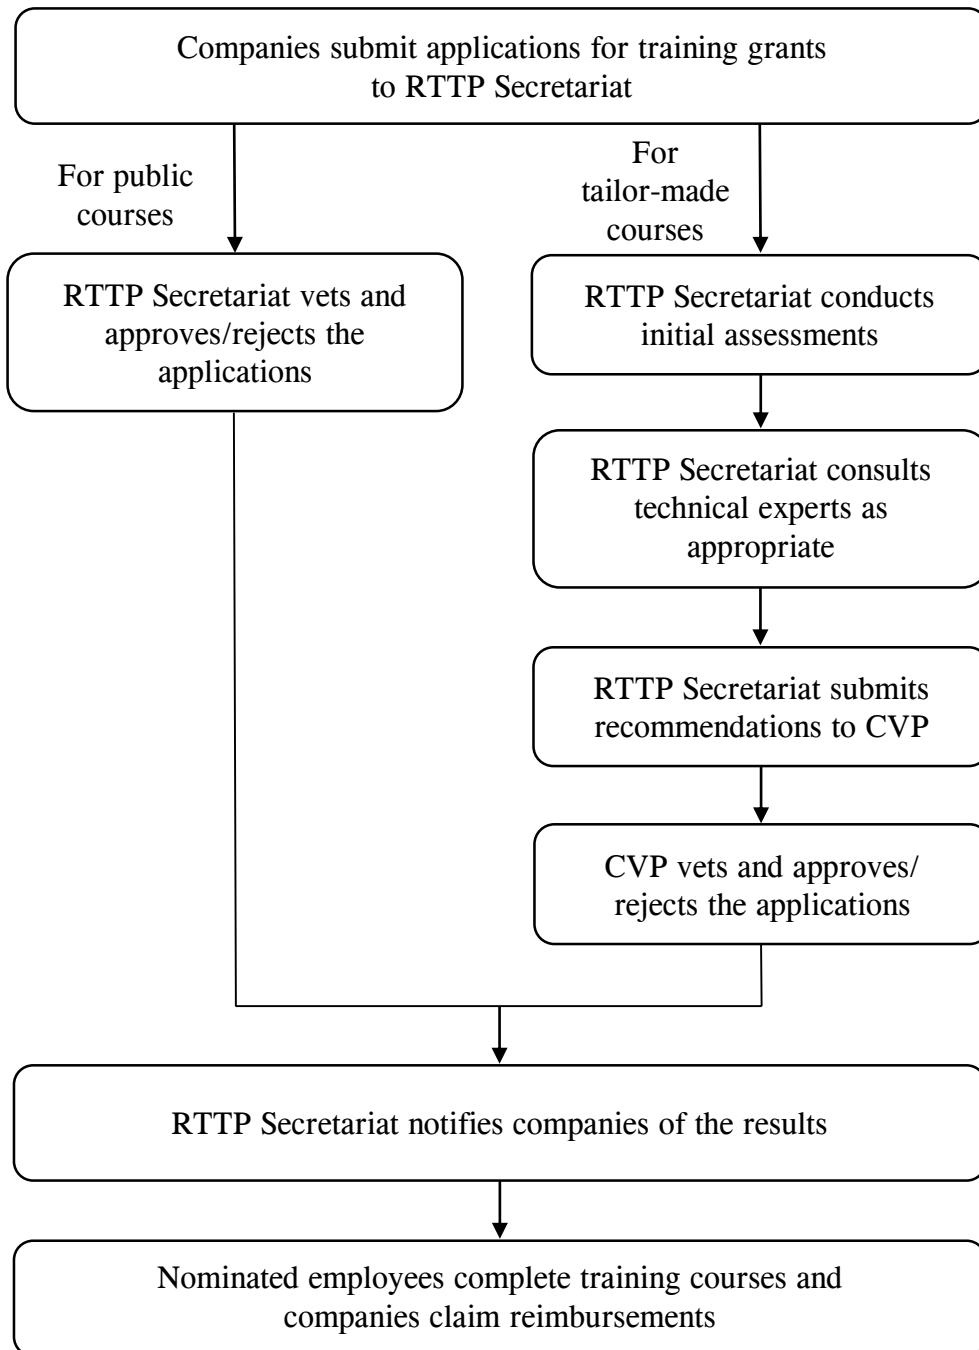 Companies submit applications for training grants
to RTTP Secretariat
For public
courses
For
tailor-made
courses
RTTP Secretariat vets and
approves/rejects the
applications
RTTP Secretariat conducts
initial assessments
RTTP Secretariat consults
technical experts as
appropriate
RTTP Secretariat submits
recommendations to CVP
CVP vets and approves/
rejects the applications
RTTP Secretariat notifies companies of the results
Nominated employees complete training courses and
companies claim reimbursements